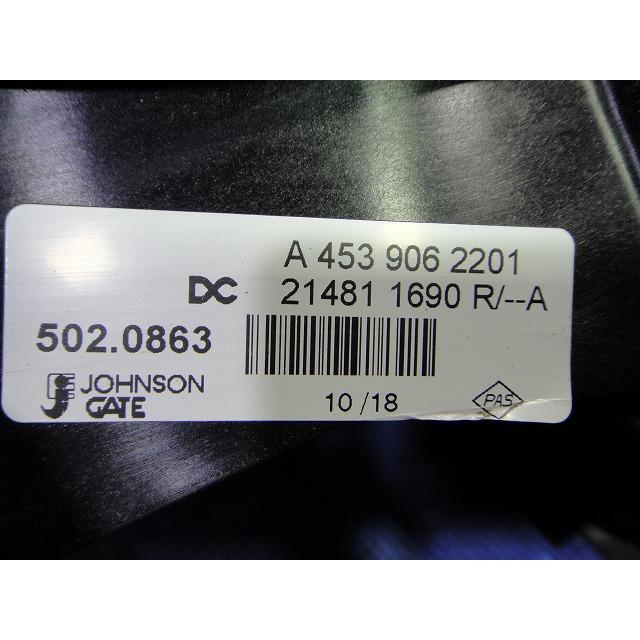 A 453 906 2201
DC 21481 1690 R/--A
502.0863
JOHNSON
GATE
10 /18
PAS